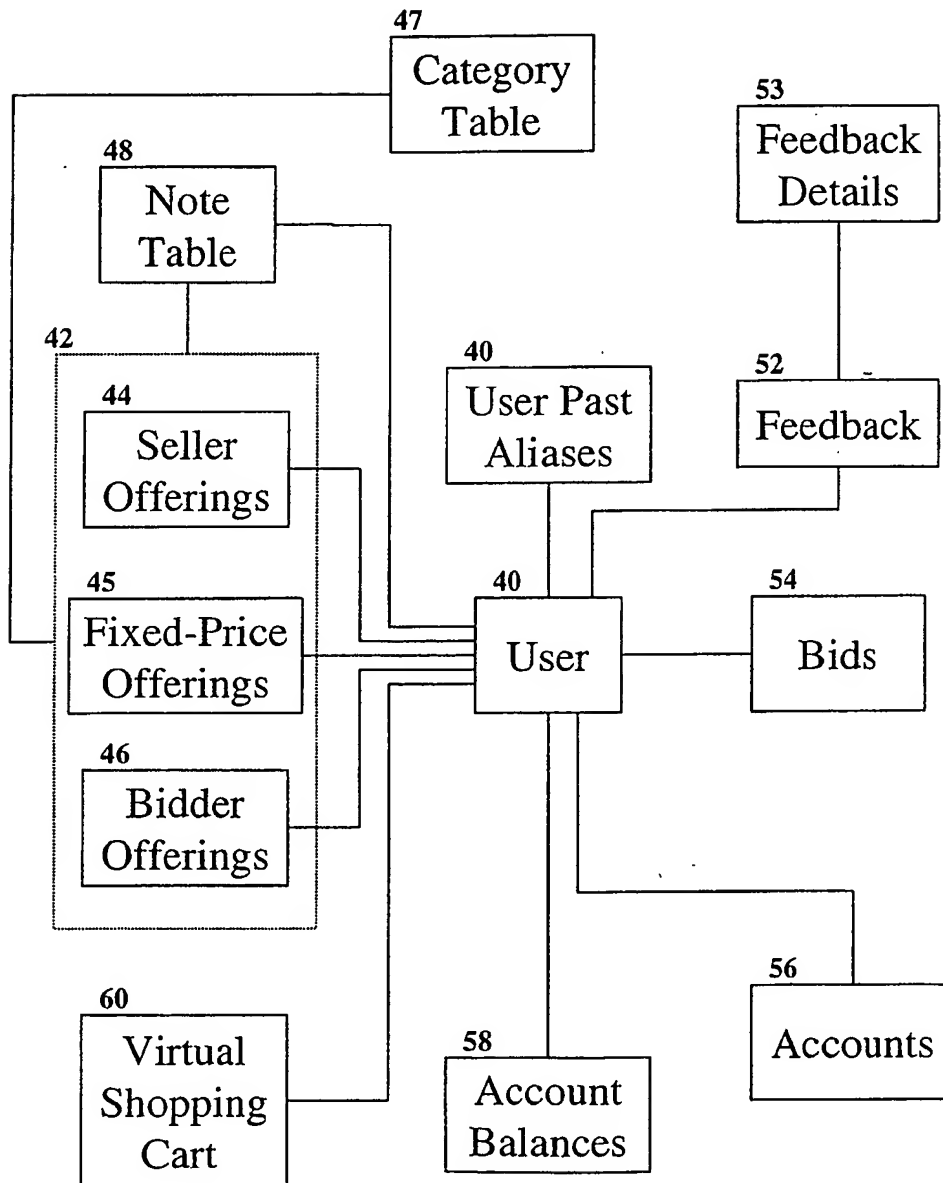 47
Category
Table
53
Feedback
Details
48
Note
Table
42
44
Seller
Offerings
40
User Past
Aliases
52
Feedback
45
Fixed-Price
Offerings
40
User
54
Bids
46
Bidder
Offerings
60
Virtual
Shopping
Cart
58
Account
Balances
56
Accounts